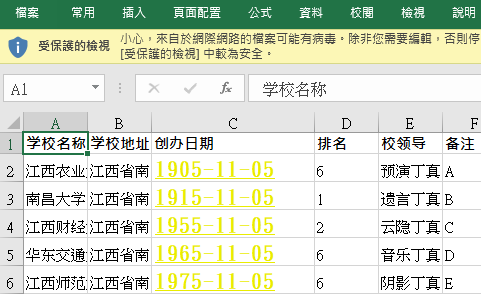 檔案 常用 插入 頁面配置 公式 資料 校閱 檢視 說明
受保護的檢視 小心，來自於網際網路的檔案可能有病毒。除非您需要編輯，否則停
[受保護的檢視] 中較為安全。
A1 fx 学校名称
A B C D E F
1 学校名称 学校地址 创办日期 排名 校领导 备注
2 江西农业 江西省南 1905-11-05 6 预演丁真 A
3 南昌大学 江西省南 1915-11-05 1 遗言丁真 B
4 江西财经 江西省南 1955-11-05 2 云隐丁真 C
5 华东交通 江西省南 1965-11-05 6 音乐丁真 D
6 江西师范 江西省南 1975-11-05 6 阴影丁真 E